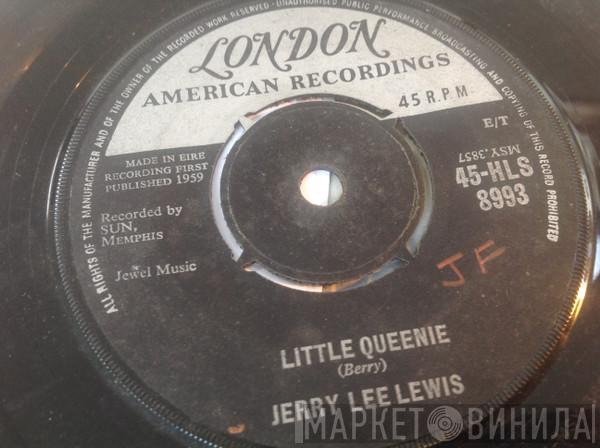 ALL RIGHTS OF THE MANUFACTURER AND OF THE OWNER OF THE RECORDED WORK RESERVED · UNAUTHORISED PUBLIC PERFORMANCE BROADCASTING AND COPYING OF THIS RECORD PROHIBITED
LONDON
AMERICAN RECORDINGS
45 R.P.M
E/T
MADE IN EIRE
RECORDING FIRST
PUBLISHED 1959
MSY.3857
45-HLS
8993
Recorded by
SUN,
MEMPHIS
Jewel Music
JF
LITTLE QUEENIE
(Berry)
JERRY LEE LEWIS
МАРКЕТ ВИНИЛА